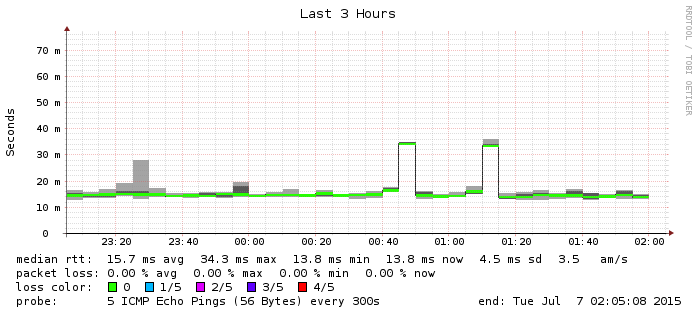 Last 3 Hours
RRDTOOL / TOBI OETIKER
Seconds
70 m
60 m
50 m
40 m
30 m
20 m
10 m
0
23:20 23:40 00:00 00:20 00:40 01:00 01:20 01:40 02:00
median rtt: 15.7 ms avg 34.3 ms max 13.8 ms min 13.8 ms now 4.5 ms sd 3.5 am/s
packet loss: 0.00 % avg 0.00 % max 0.00 % min 0.00 % now
loss color: 0 1/5 2/5 3/5 4/5
probe: 5 ICMP Echo Pings (56 Bytes) every 300s end: Tue Jul 7 02:05:08 2015